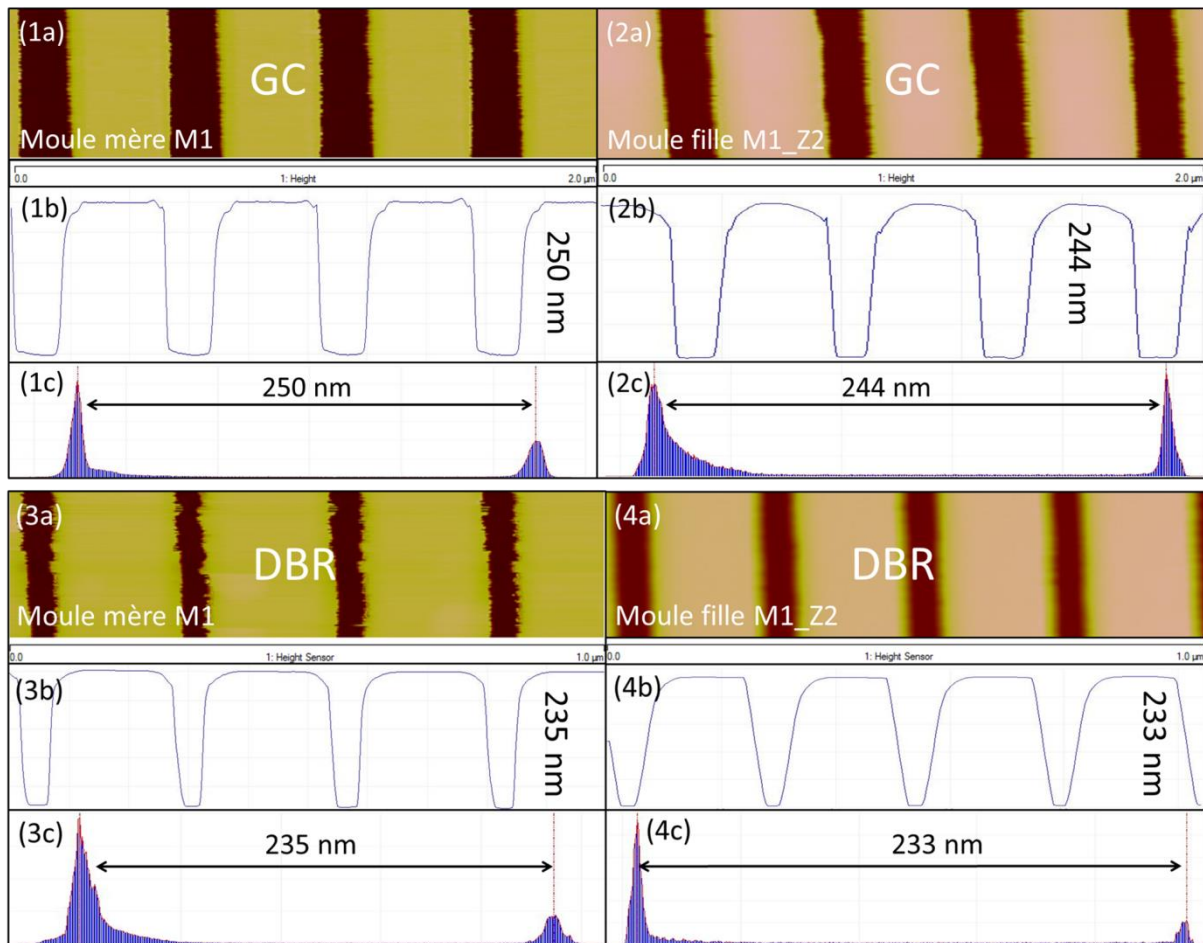 (1a)
GC
Moule mère M1
(2a)
GC
Moule fille M1_Z2
0.0 1: Height 2.0 µm
0.0 1: Height 2.0 µm
(1b)
250 nm
(2b)
244 nm
(1c)
250 nm
(2c)
244 nm
(3a)
DBR
Moule mère M1
(4a)
DBR
Moule fille M1_Z2
0.0 1: Height Sensor 1.0 µm
0.0 1: Height Sensor 1.0 µm
(3b)
235 nm
(4b)
233 nm
(3c)
235 nm
(4c)
233 nm